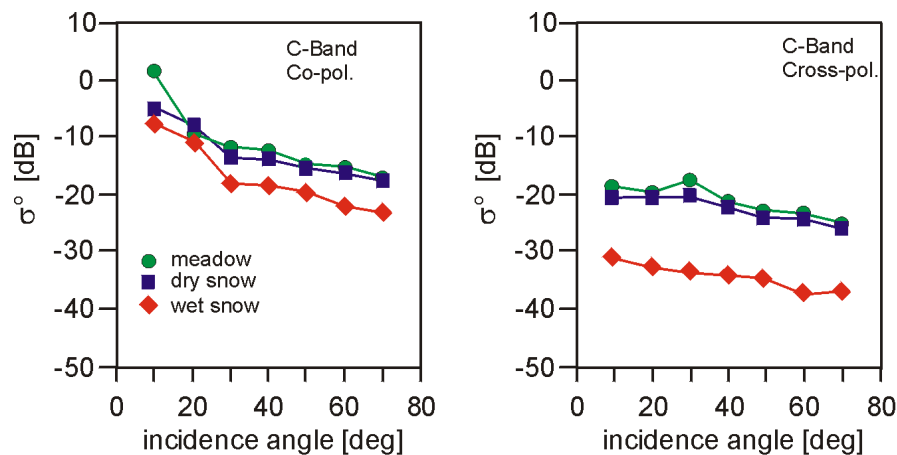 10
0
-10
-20
-30
-40
-50
σ° [dB]
C-Band
Co-pol.
meadow
dry snow
wet snow
0 20 40 60 80
incidence angle [deg]
10
0
-10
-20
-30
-40
-50
σ° [dB]
C-Band
Cross-pol.
0 20 40 60 80
incidence angle [deg]